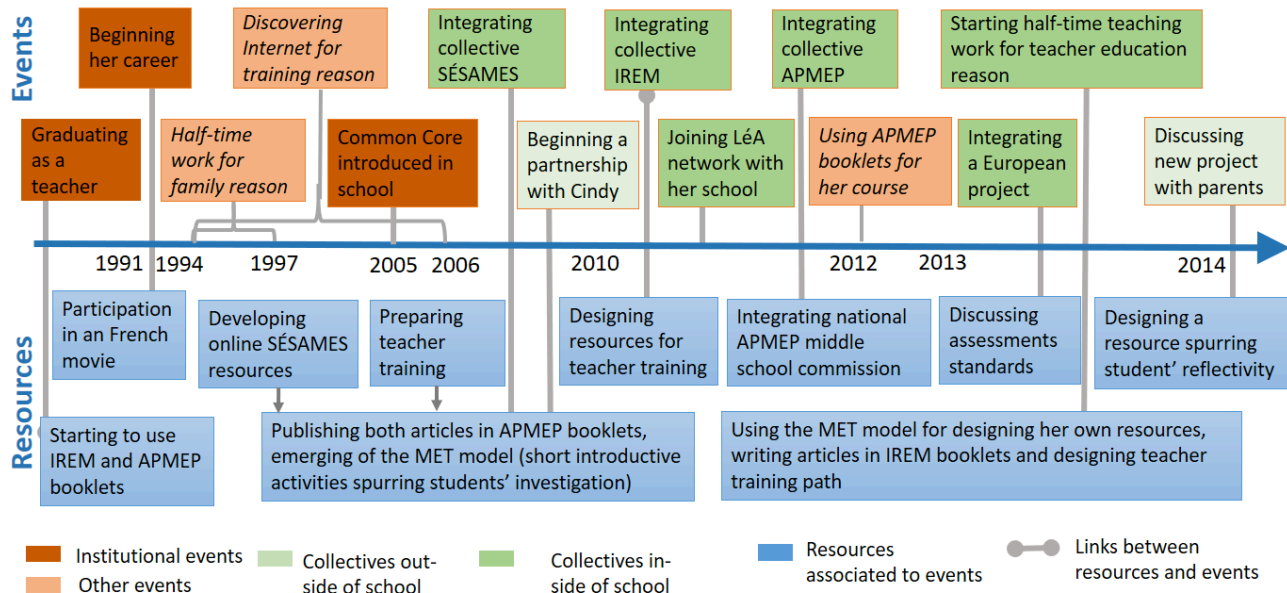 Events
Beginning
her career
Discovering
Internet for
training reason
Integrating
collective
SÉSAMES
Integrating
collective
IREM
Integrating
collective
APMEP
Starting half-time teaching
work for teacher education
reason
Graduating
as a
teacher
Half-time
work for
family reason
Common Core
introduced in
school
Beginning a
partnership
with Cindy
Joining LéA
network with
her school
Using APMEP
booklets for
her course
Integrating
a European
project
Discussing
new project
with parents
1991
1994
1997
2005
2006
2010
2012
2013
2014
Resources
Participation
in an French
movie
Developing
online SÉSAMES
resources
Preparing
teacher
training
Designing
resources for
teacher training
Integrating national
APMEP middle
school commission
Discussing
assessments
standards
Designing a
resource spurring
student’ reflectivity
Starting to use
IREM and APMEP
booklets
Publishing both articles in APMEP booklets,
emerging of the MET model (short introductive
activities spurring students’ investigation)
Using the MET model for designing her own resources,
writing articles in IREM booklets and designing teacher
training path
Institutional events
Other events
Collectives out-
side of school
Collectives in-
side of school
Resources
associated to events
Links between
resources and events